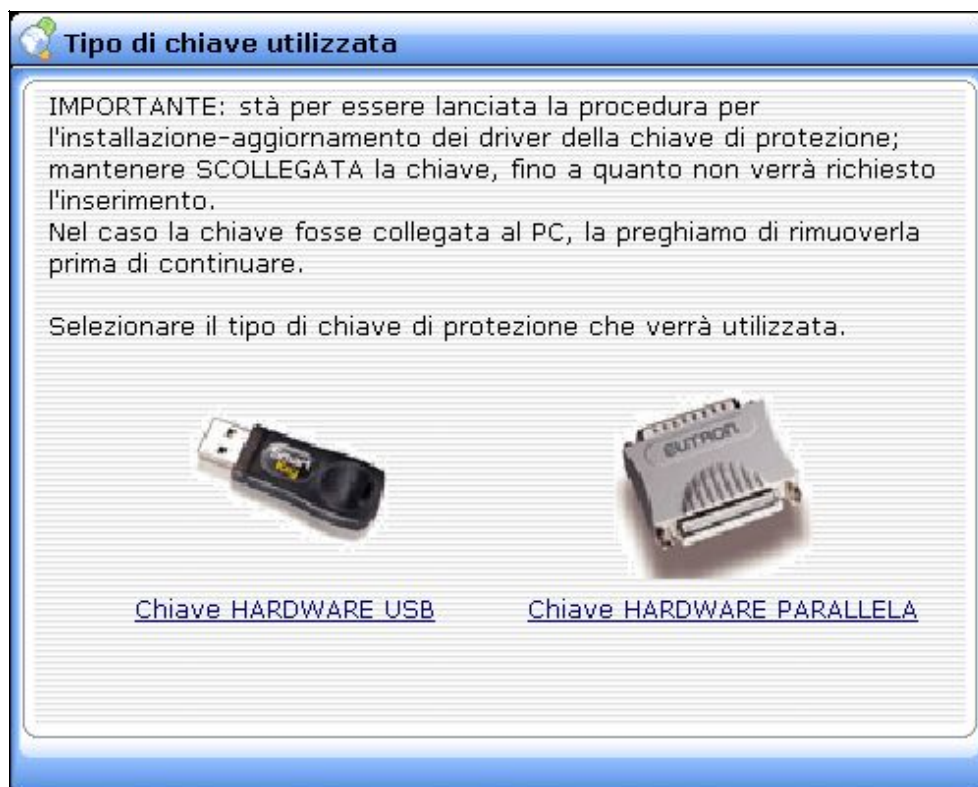 Tipo di chiave utilizzata
IMPORTANTE: stà per essere lanciata la procedura per
l'installazione-aggiornamento dei driver della chiave di protezione;
mantenere SCOLLEGATA la chiave, fino a quanto non verrà richiesto
l'inserimento.
Nel caso la chiave fosse collegata al PC, la preghiamo di rimuoverla
prima di continuare.
Selezionare il tipo di chiave di protezione che verrà utilizzata.
Smart
Key
EUTRON
Chiave HARDWARE USB
Chiave HARDWARE PARALLELA